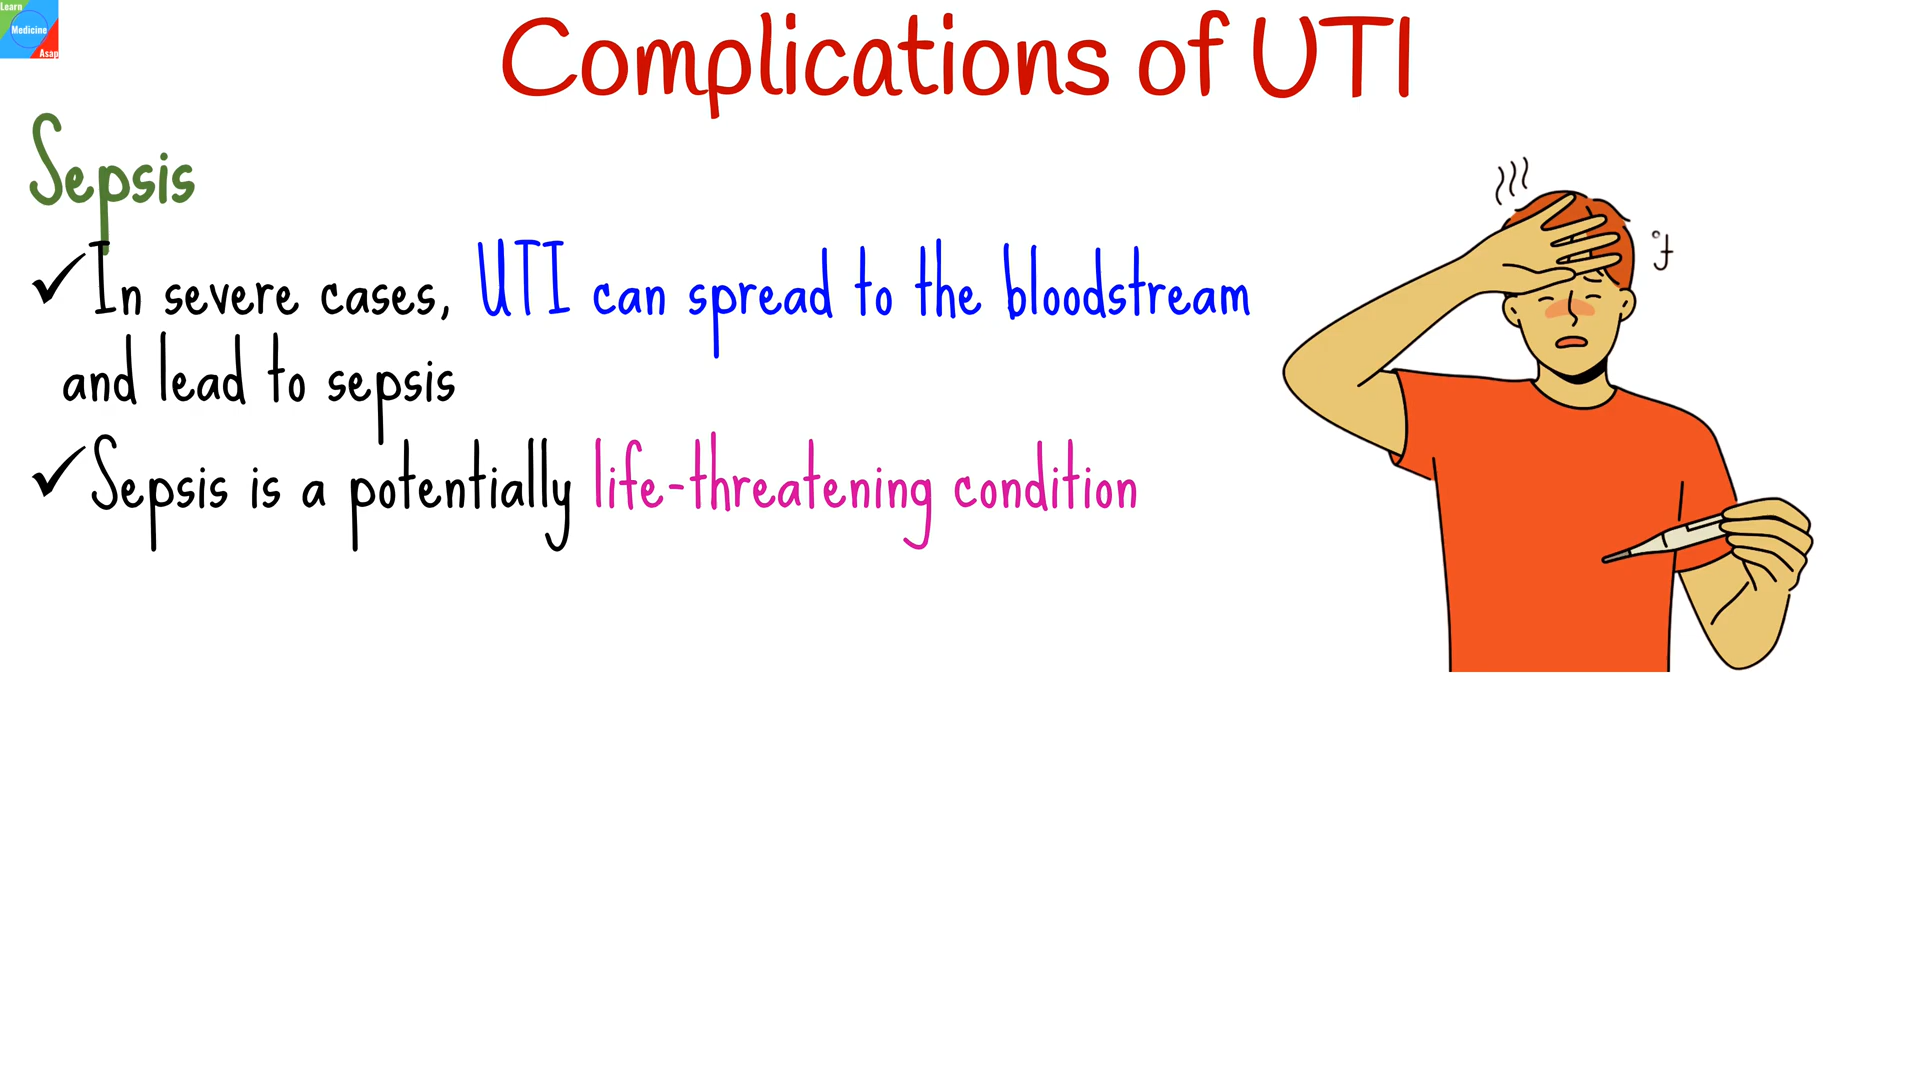 Learn
Medicine
Asap
Complications of UTI
Sepsis
✓In severe cases, UTI can spread to the bloodstream
and lead to sepsis
✓Sepsis is a potentially life-threatening condition
°f